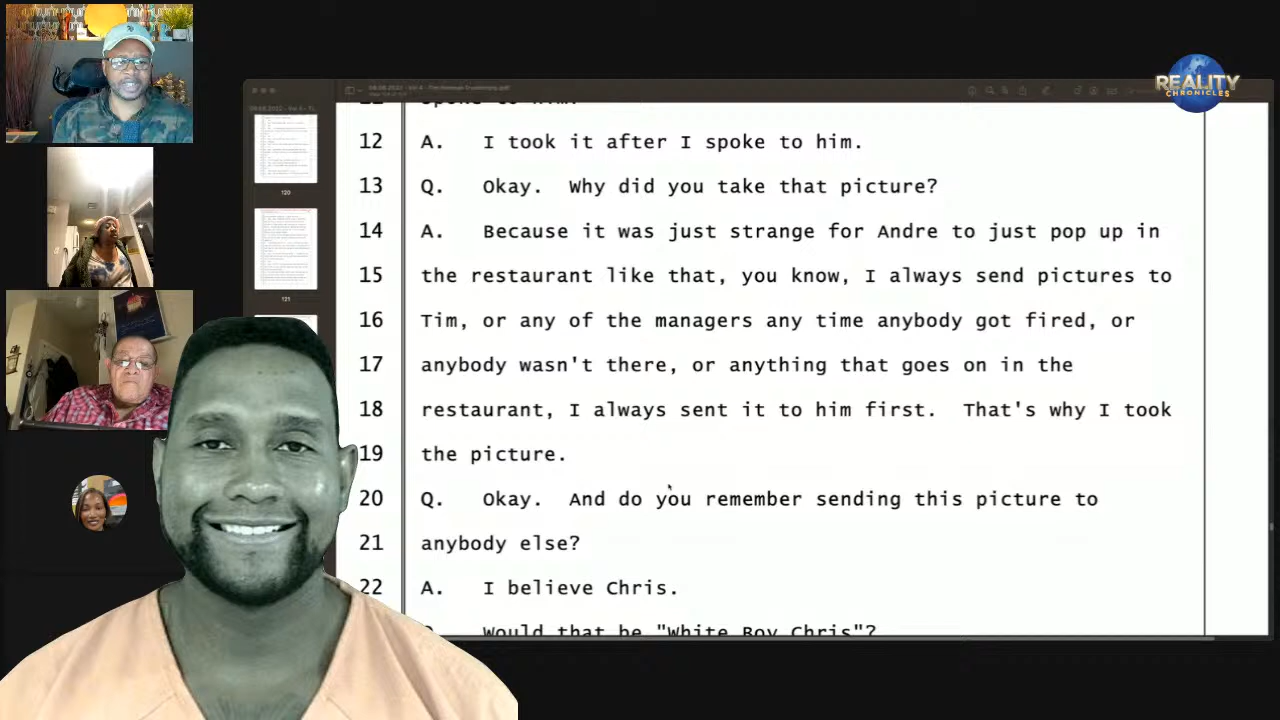 REALITY
CHRONICLES
120
121
12 A. I took it after I spoke to him.
13 Q. Okay. Why did you take that picture?
14 A. Because it was just strange for Andre to just pop up in
15 the restaurant like that, you know, I always send pictures to
16 Tim, or any of the managers any time anybody got fired, or
17 anybody wasn't there, or anything that goes on in the
18 restaurant, I always sent it to him first. That's why I took
19 the picture.
20 Q. Okay. And do you remember sending this picture to
21 anybody else?
22 A. I believe Chris.
Would that be "White Boy Chris"?